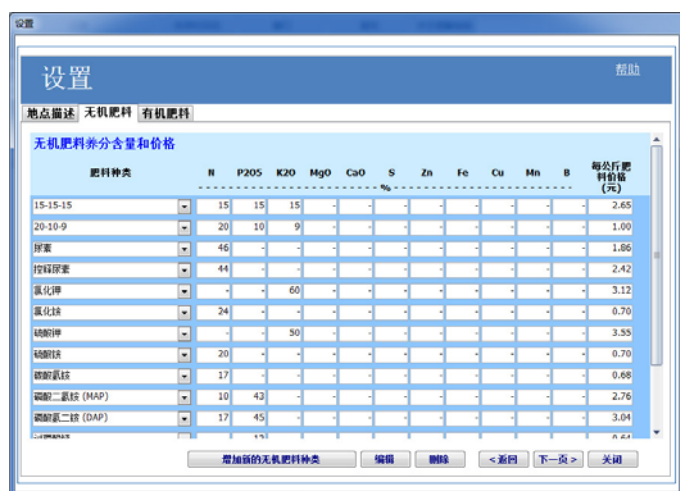 设置
设置
帮助
地点描述 无机肥料 有机肥料
无机肥料养分含量和价格
肥料种类 N P2O5 K2O MgO CaO S Zn Fe Cu Mn B 每公斤肥料价格(元)
%
15-15-15 15 15 15 - - - - - - - - 2.65
20-10-9 20 10 9 - - - - - - - - 1.00
尿素 46 - - - - - - - - - - 1.86
控释尿素 44 - - - - - - - - - - 2.42
氯化钾 - - 60 - - - - - - - - 3.12
氯化铵 24 - - - - - - - - - - 0.70
硫酸钾 - - 50 - - - - - - - - 3.55
硫酸铵 20 - - - - - - - - - - 0.70
碳酸氢铵 17 - - - - - - - - - - 0.68
磷酸二氢铵 (MAP) 10 43 - - - - - - - - - 2.76
磷酸氢二铵 (DAP) 17 45 - - - - - - - - - 3.04
增加新的无机肥料种类 编辑 删除 <返回 下一页> 关闭